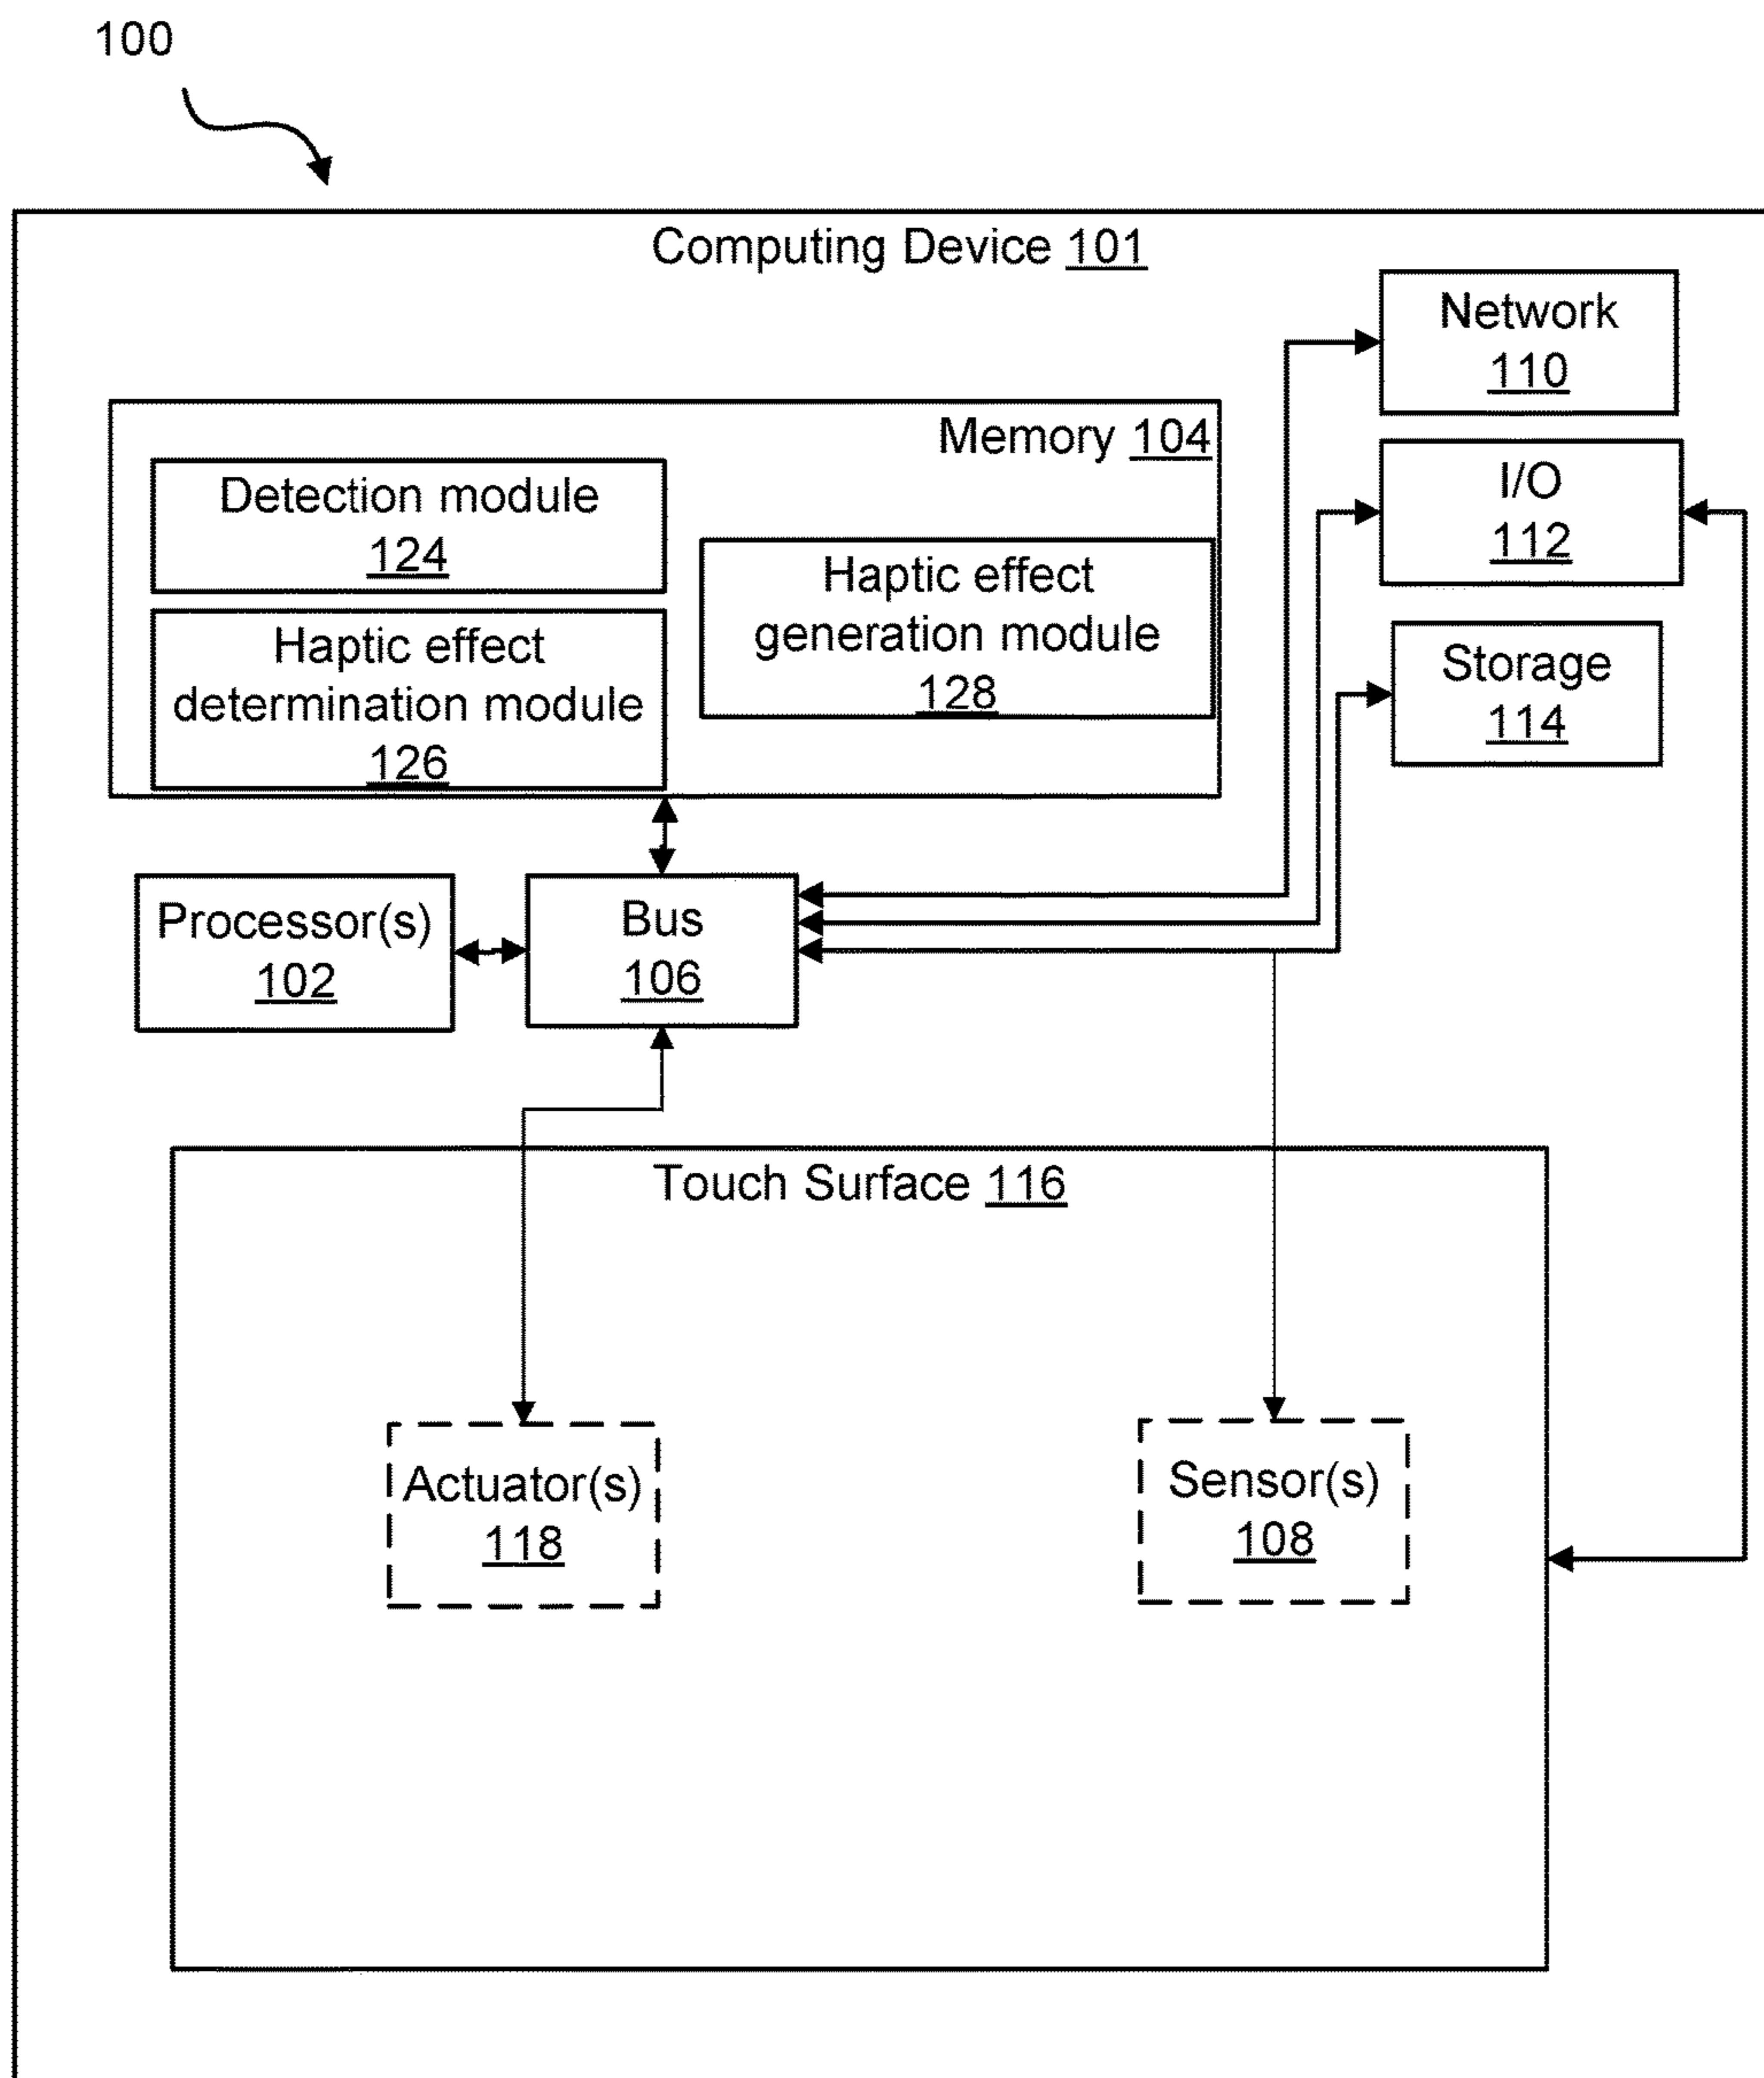 100
Computing Device 101
Network
110
Memory 104
I/O
112
Detection module
124
Haptic effect
generation module
128
Haptic effect
determination module
126
Storage
114
Processor(s)
102
Bus
106
Touch Surface 116
Actuator(s)
118
Sensor(s)
108